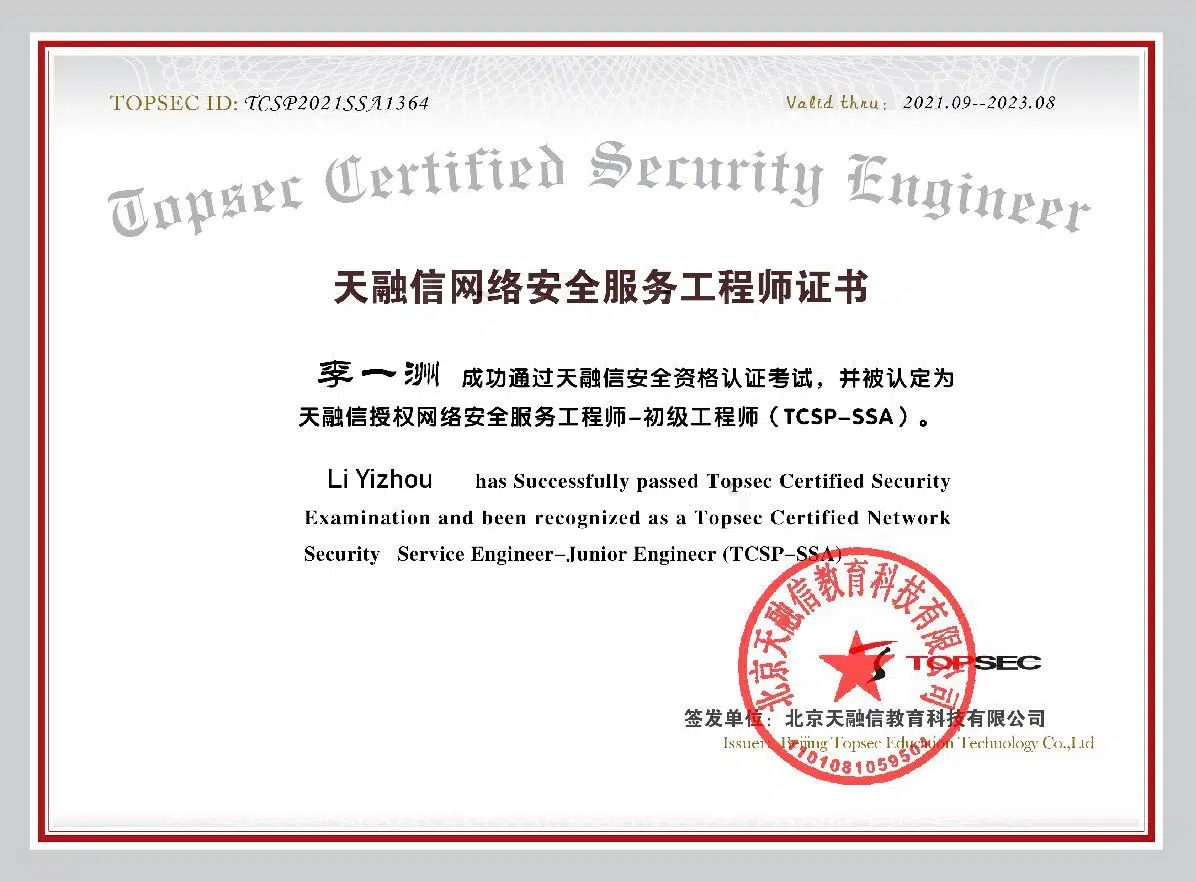 TOPSEC ID: TCSP2021SSA1364
Valid thru: 2021.09--2023.08
Topsec Certified Security Engineer
天融信网络安全服务工程师证书
李一洲 成功通过天融信安全资格认证考试，并被认定为
天融信授权网络安全服务工程师-初级工程师（TCSP-SSA）。
Li Yizhou has Successfully passed Topsec Certified Security
Examination and been recognized as a Topsec Certified Network
Security Service Engineer-Junior Engineer (TCSP-SSA)
北京天融信教育科技有限公司
TOPSEC
签发单位：北京天融信教育科技有限公司
Issuer: Beijing Topsec Education Technology Co.,Ltd